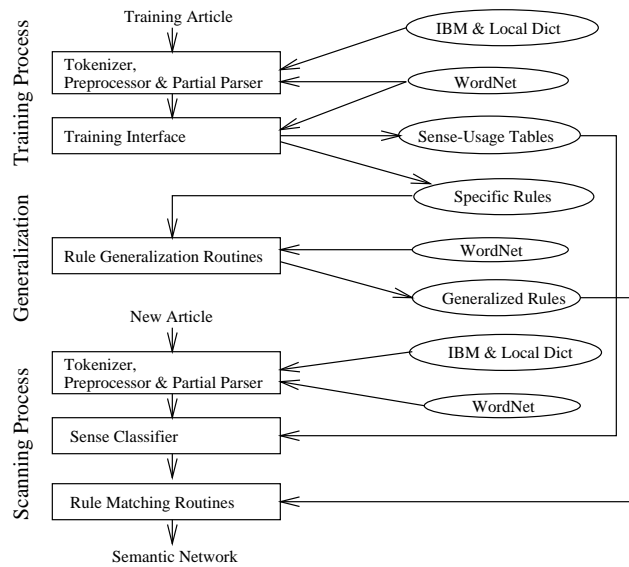 Training Article
IBM & Local Dict
Tokenizer,
Preprocessor & Partial Parser
WordNet
Training Interface
Sense-Usage Tables
Specific Rules
Training Process
WordNet
Rule Generalization Routines
Generalized Rules
Generalization
New Article
IBM & Local Dict
Tokenizer,
Preprocessor & Partial Parser
WordNet
Sense Classifier
Rule Matching Routines
Scanning Process
Semantic Network